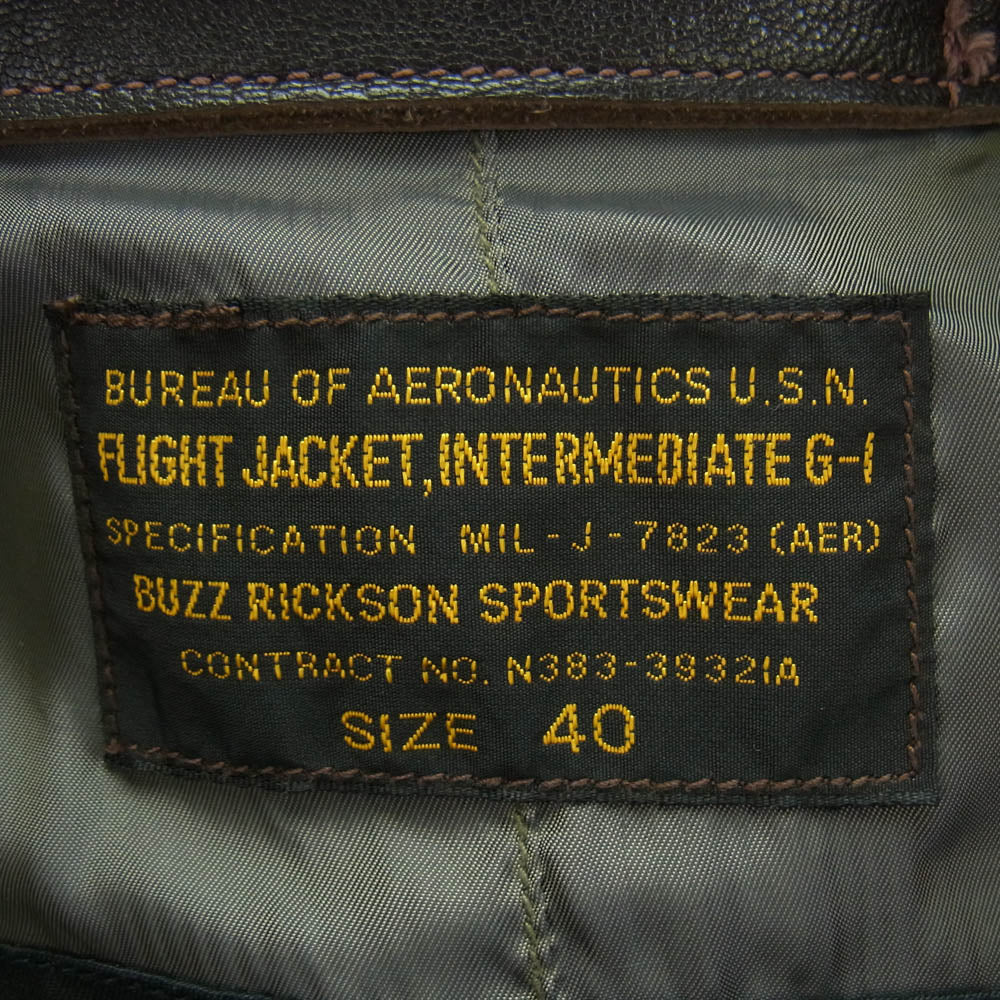 BUREAU OF AERONAUTICS U.S.N.
FLIGHT JACKET, INTERMEDIATE G-1
SPECIFICATION MIL-J-7823 (AER)
BUZZ RICKSON SPORTSWEAR
CONTRACT NO. N383-39321A
SIZE 40